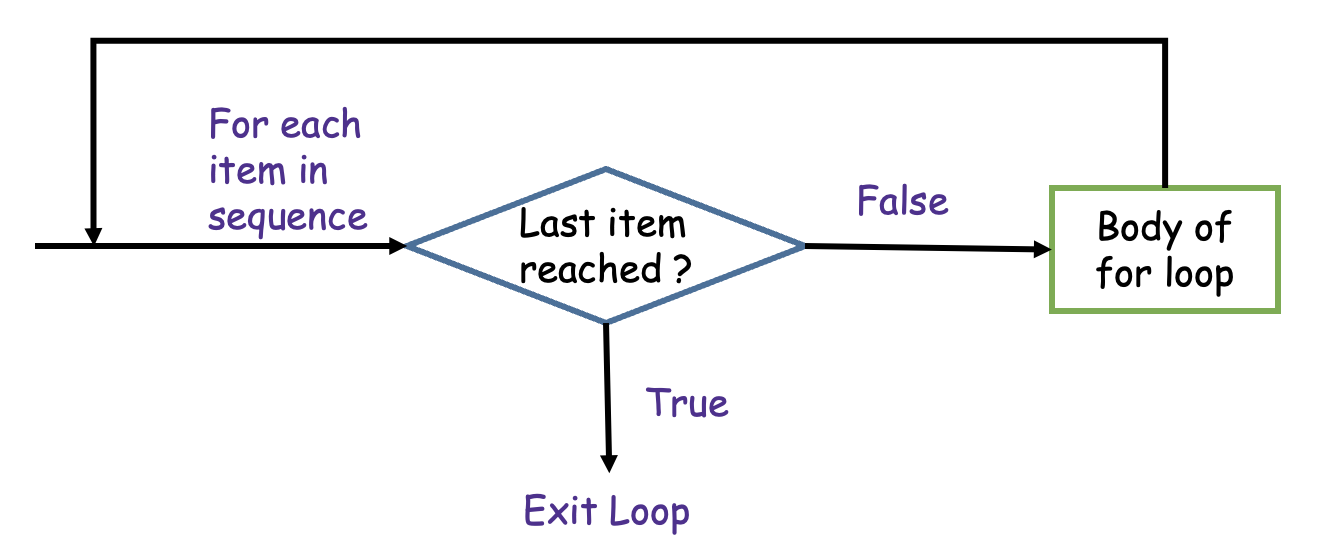 For each
item in
sequence
Last item
reached ?
False
Body of
for loop
True
Exit Loop